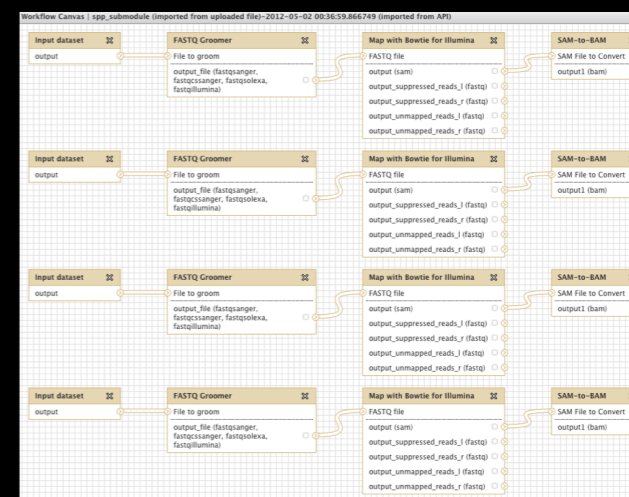 Workflow Canvas | spp_submodule (imported from uploaded file)-2012-05-02 00:36:59.866749 (imported from API)
Input dataset
output
FASTQ Groomer
File to groom
output_file (fastqsanger,
fastqcssanger, fastqsolexa,
fastqillumina)
Map with Bowtie for Illumina
FASTQ file
output (sam)
output_suppressed_reads_l (fastq)
output_suppressed_reads_r (fastq)
output_unmapped_reads_l (fastq)
output_unmapped_reads_r (fastq)
SAM-to-BAM
SAM File to Convert
output1 (bam)
Input dataset
output
FASTQ Groomer
File to groom
output_file (fastqsanger,
fastqcssanger, fastqsolexa,
fastqillumina)
Map with Bowtie for Illumina
FASTQ file
output (sam)
output_suppressed_reads_l (fastq)
output_suppressed_reads_r (fastq)
output_unmapped_reads_l (fastq)
output_unmapped_reads_r (fastq)
SAM-to-BAM
SAM File to Convert
output1 (bam)
Input dataset
output
FASTQ Groomer
File to groom
output_file (fastqsanger,
fastqcssanger, fastqsolexa,
fastqillumina)
Map with Bowtie for Illumina
FASTQ file
output (sam)
output_suppressed_reads_l (fastq)
output_suppressed_reads_r (fastq)
output_unmapped_reads_l (fastq)
output_unmapped_reads_r (fastq)
SAM-to-BAM
SAM File to Convert
output1 (bam)
Input dataset
output
FASTQ Groomer
File to groom
output_file (fastqsanger,
fastqcssanger, fastqsolexa,
fastqillumina)
Map with Bowtie for Illumina
FASTQ file
output (sam)
output_suppressed_reads_l (fastq)
output_suppressed_reads_r (fastq)
output_unmapped_reads_l (fastq)
output_unmapped_reads_r (fastq)
SAM-to-BAM
SAM File to Convert
output1 (bam)